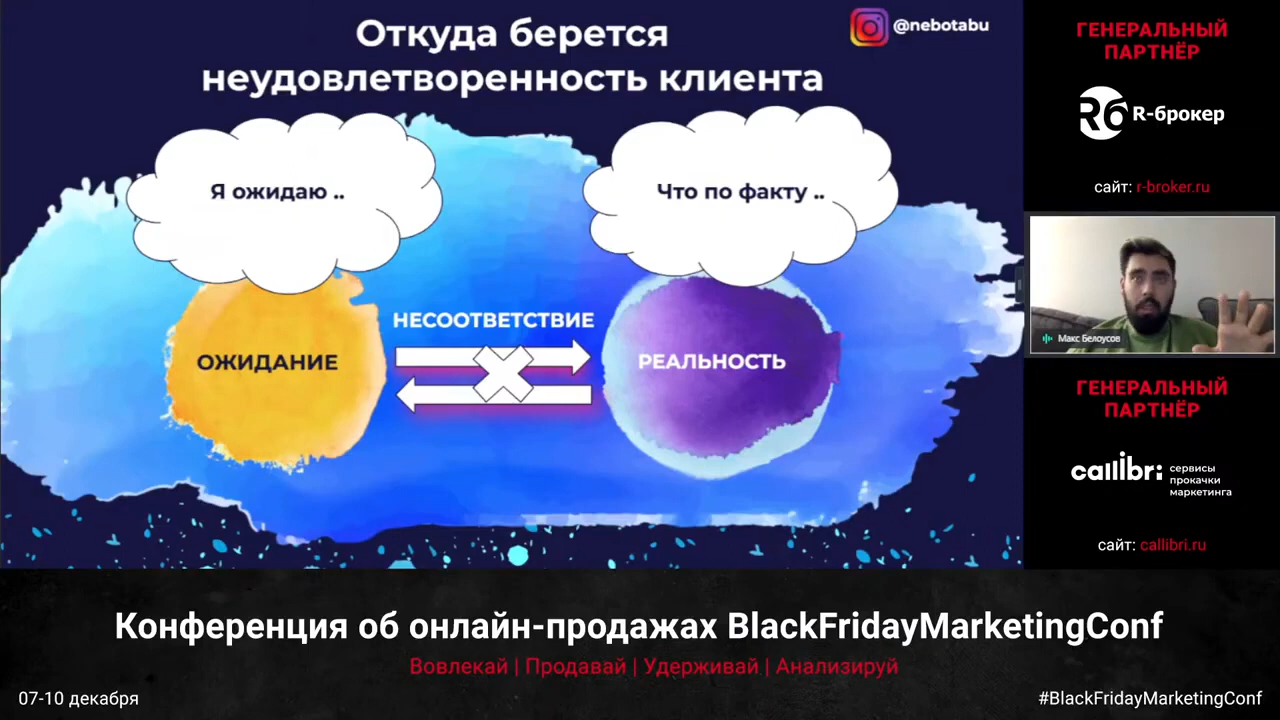 Откуда берется
неудовлетворенность клиента
@nebotabu
Я ожидаю ..
Что по факту ..
НЕСООТВЕТСТВИЕ
ОЖИДАНИЕ
РЕАЛЬНОСТЬ
ГЕНЕРАЛЬНЫЙ
ПАРТНЁР
R6 R-брокер
сайт: r-broker.ru
Макс Белоусов
ГЕНЕРАЛЬНЫЙ
ПАРТНЁР
callibri
сервисы
прокачки
маркетинга
сайт: callibri.ru
Конференция об онлайн-продажах BlackFridayMarketingConf
Вовлекай | Продавай | Удерживай | Анализируй
07-10 декабря
#BlackFridayMarketingConf